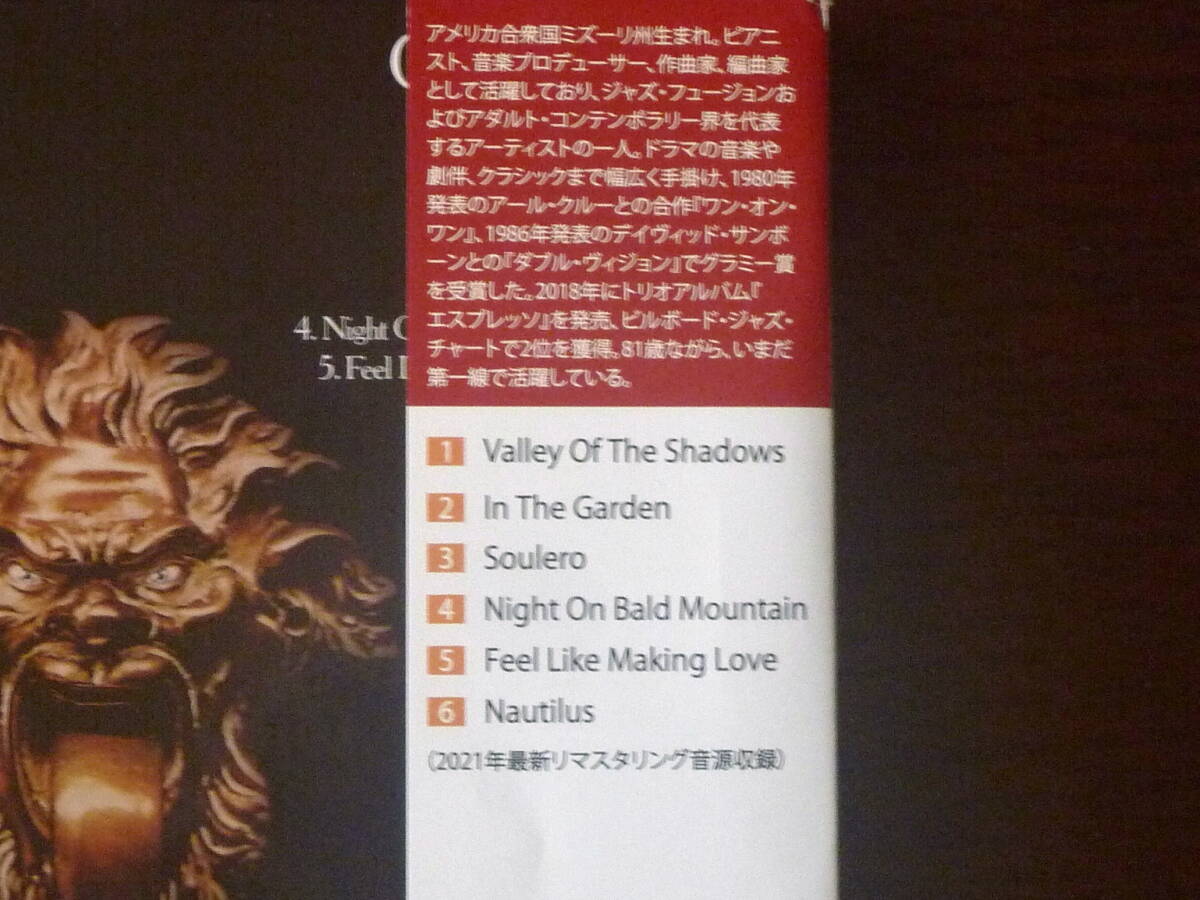 アメリカ合衆国ミズーリ州生まれ。ピアニ
スト、音楽プロデューサー、作曲家、編曲家
として活躍しており、ジャズ・フュージョンお
よびアダルト・コンテンポラリー界を代表
するアーティストの一人。ドラマの音楽や
劇伴、クラシックまで幅広く手掛け、1980年
発表のアール・クルーとの合作『ワン・オン・
ワン』、1986年発表のデイヴィッド・サンボ
ーンとの『ダブル・ヴィジョン』でグラミー賞
を受賞した。2018年にトリオアルバム『
エスプレッソ』を発売、ビルボード・ジャズ・
チャートで2位を獲得。81歳ながら、いまだ
第一線で活躍している。
4. Night
5. Feel
1 Valley Of The Shadows
2 In The Garden
3 Soulero
4 Night On Bald Mountain
5 Feel Like Making Love
6 Nautilus
（2021年最新リマスタリング音源収録）